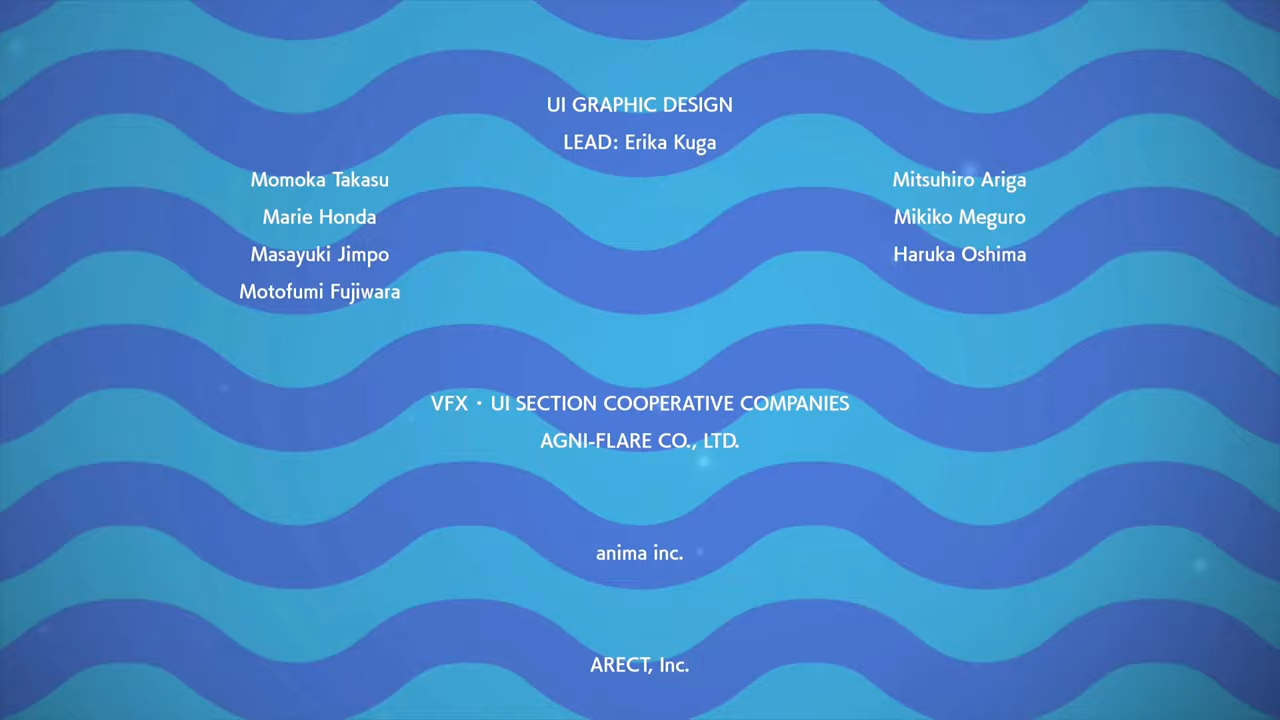 UI GRAPHIC DESIGN
LEAD: Erika Kuga
Momoka Takasu
Mitsuhiro Ariga
Marie Honda
Mikiko Meguro
Masayuki Jimpo
Haruka Oshima
Motofumi Fujiwara
VFX・UI SECTION COOPERATIVE COMPANIES
AGNI-FLARE CO., LTD.
anima inc.
ARECT, Inc.